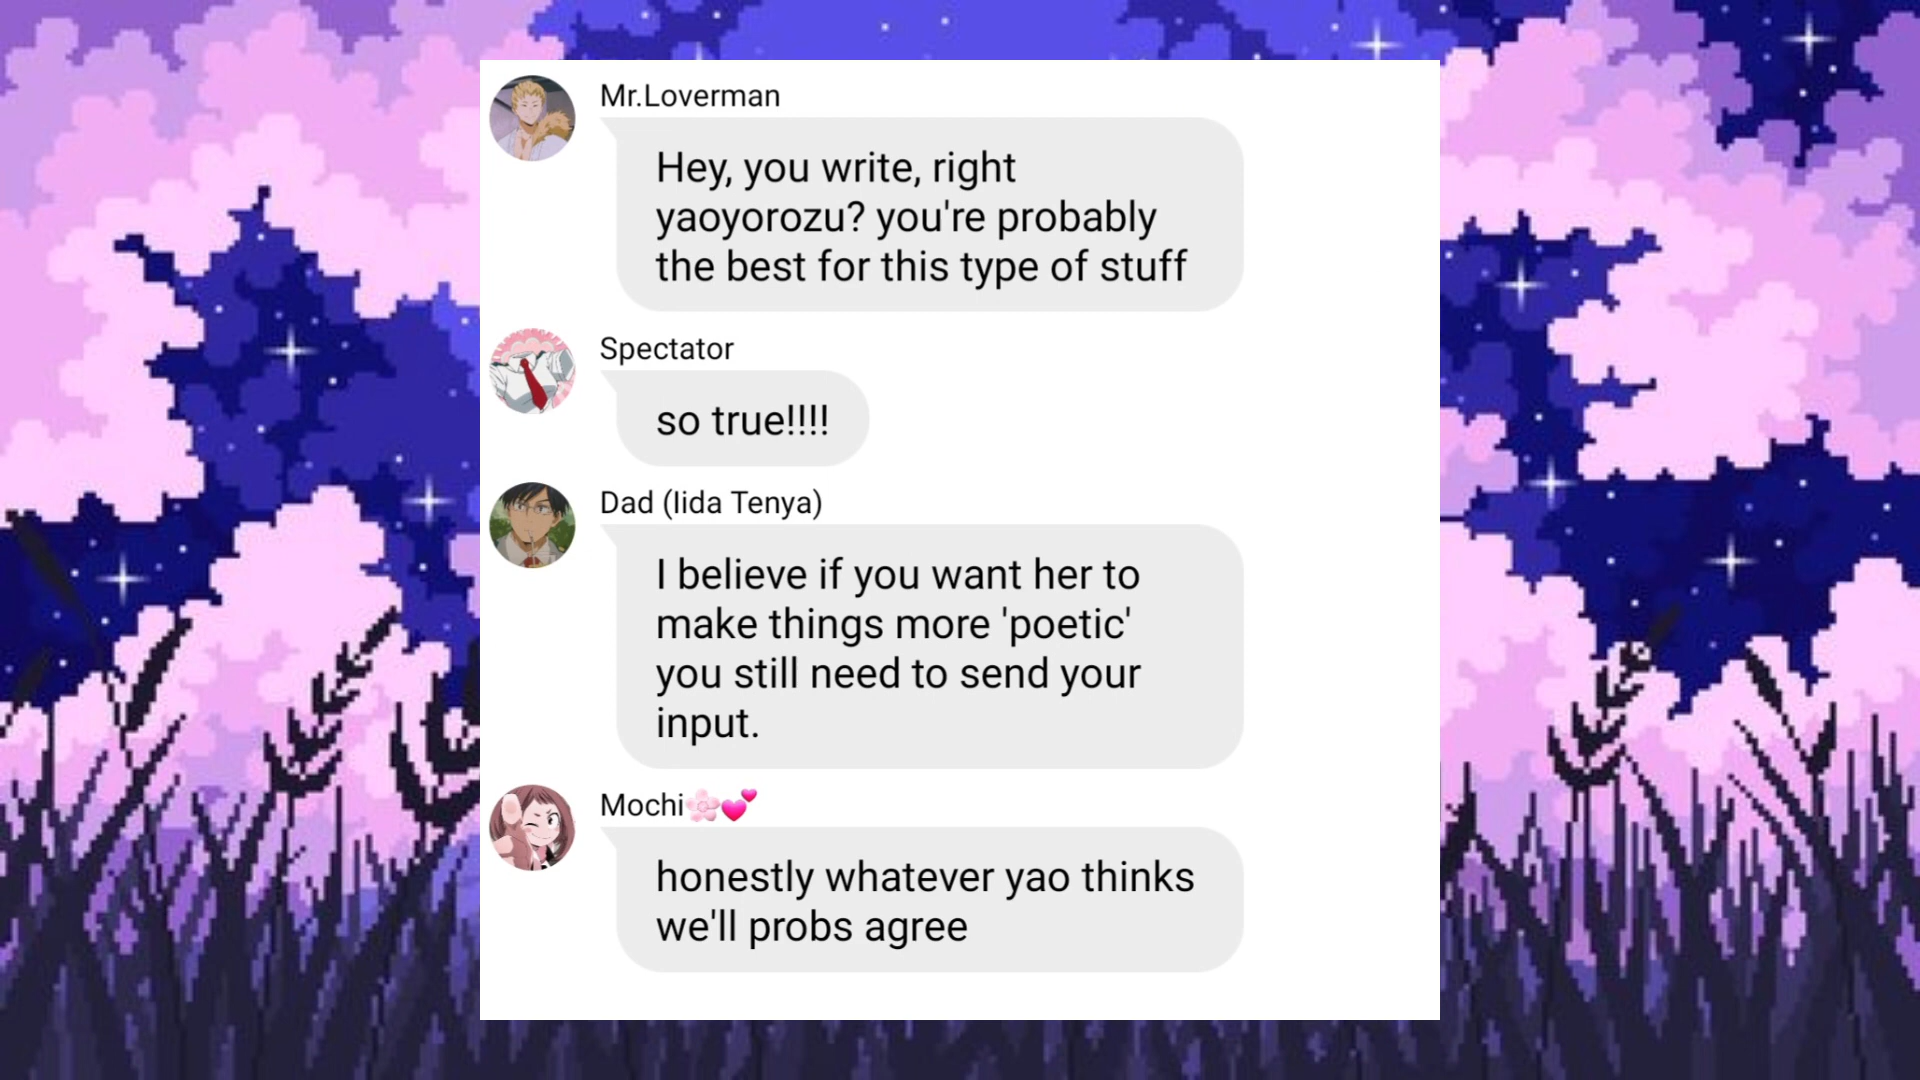 Mr.Loverman
Hey, you write, right
yaoyorozu? you're probably
the best for this type of stuff
Spectator
so true!!!!
Dad (Iida Tenya)
I believe if you want her to
make things more 'poetic'
you still need to send your
input.
Mochi🌸💕
honestly whatever yao thinks
we'll probs agree